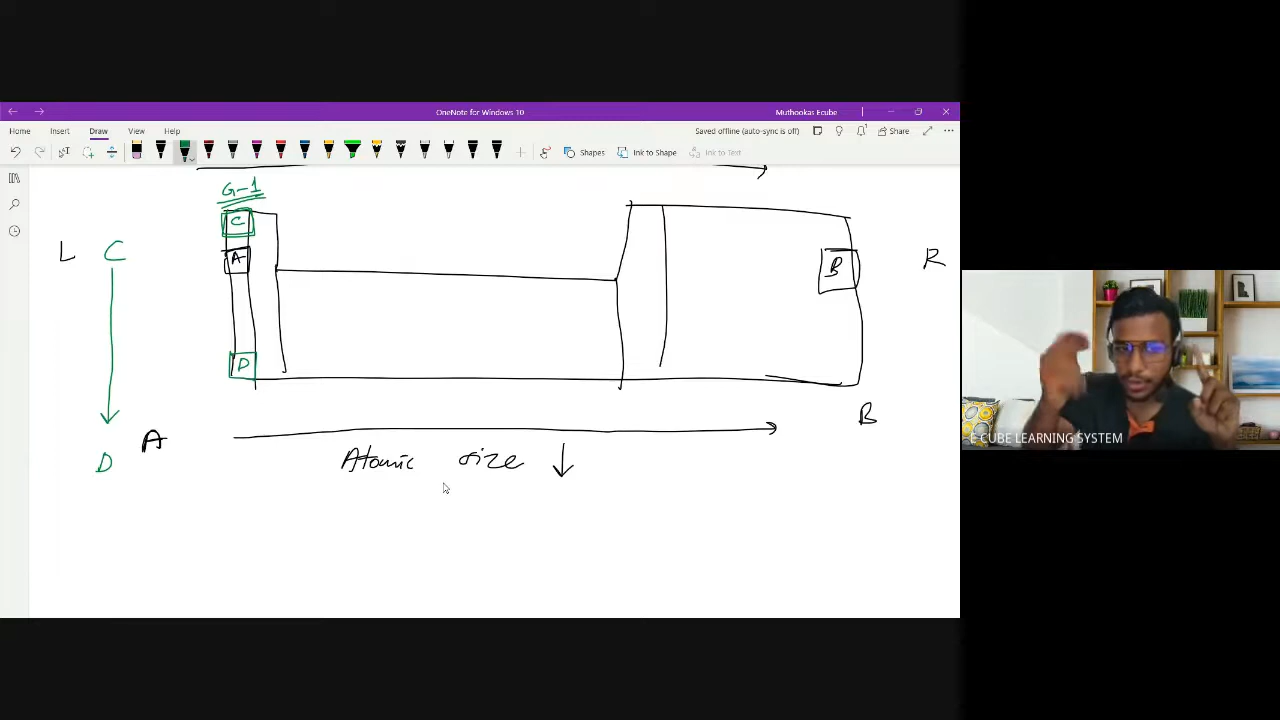 OneNote for Windows 10
Muthookas Ecube
Home Insert Draw View Help
Saved offline (auto-sync is off)
Share
Shapes
Ink to Shape
Ink to Text
G-1
C
L C
A
B
R
D
A
B
D
Atomic size ↓
E CUBE LEARNING SYSTEM